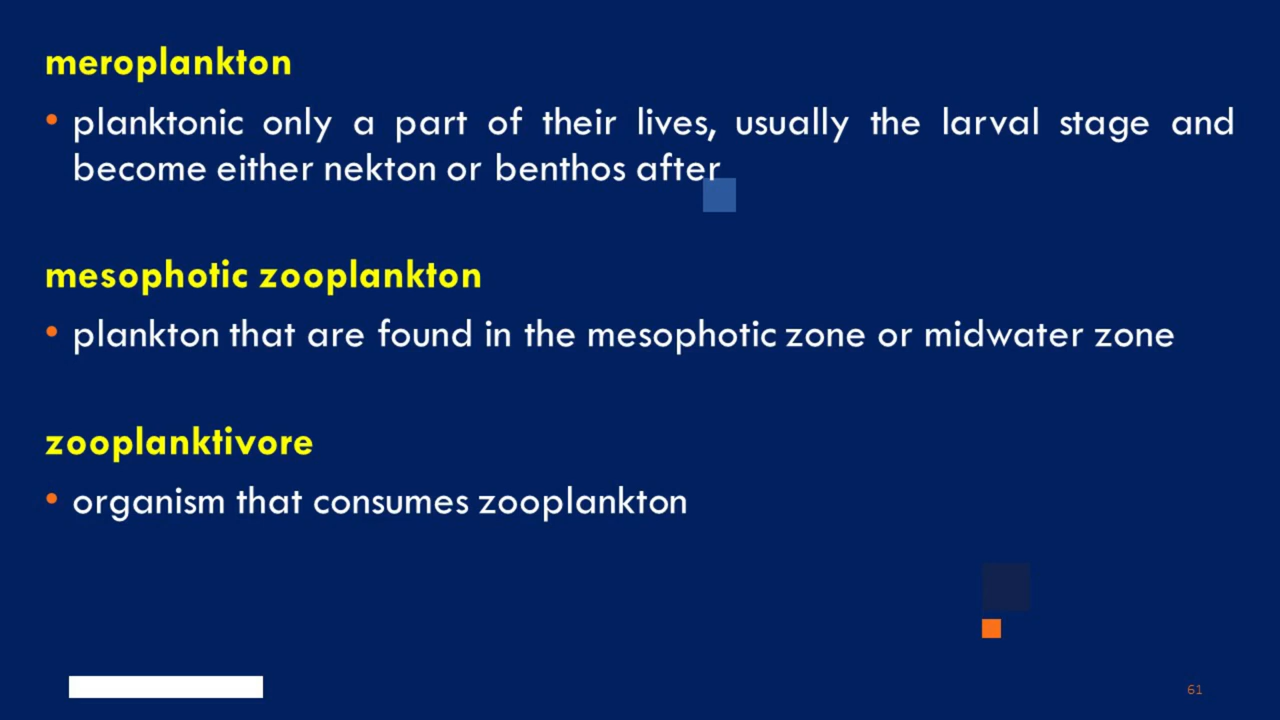 meroplankton
• planktonic only a part of their lives, usually the larval stage and
become either nekton or benthos after
mesophotic zooplankton
• plankton that are found in the mesophotic zone or midwater zone
zooplanktivore
• organism that consumes zooplankton
61